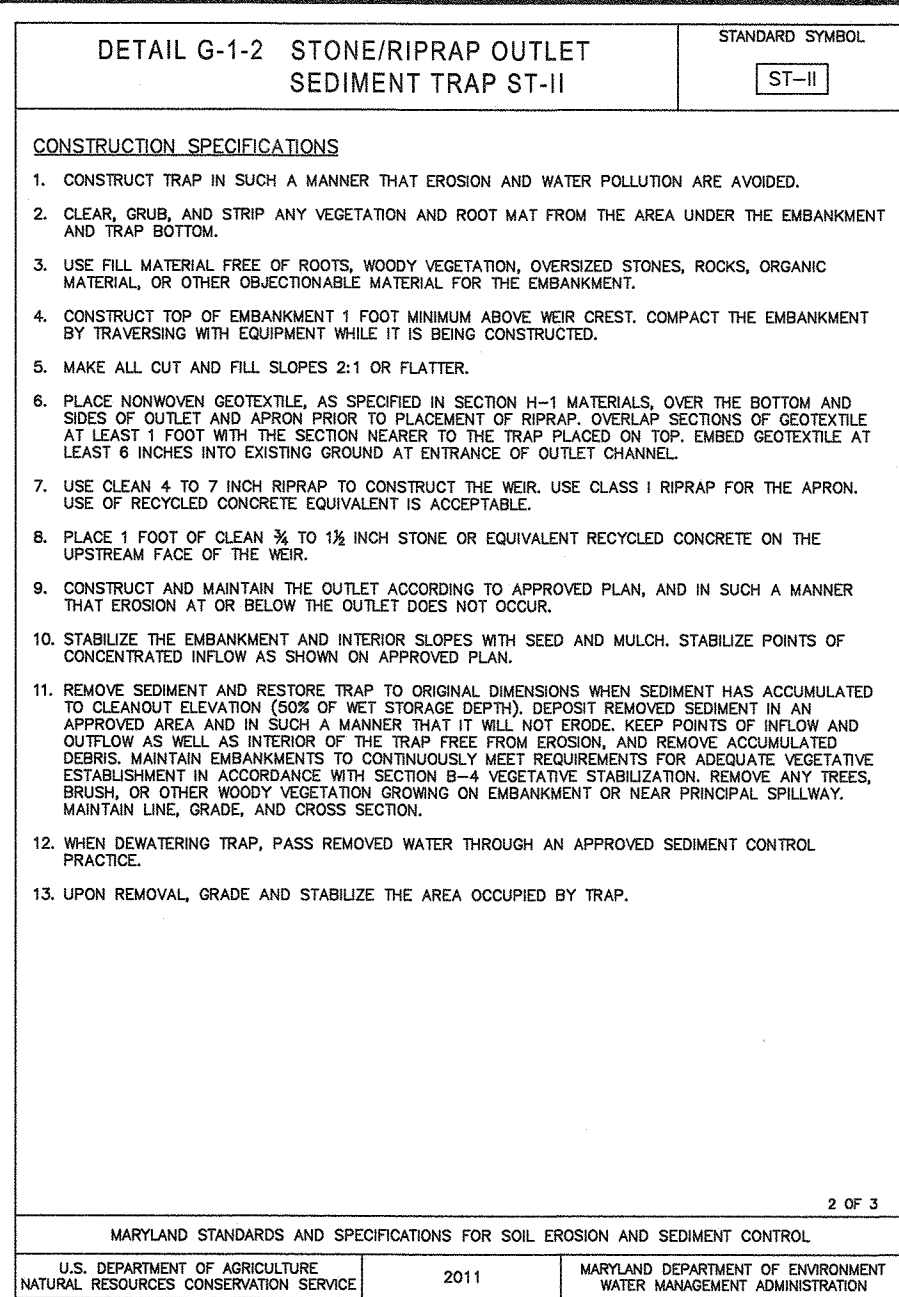 DETAIL G-1-2 STONE/RIPRAP OUTLET
SEDIMENT TRAP ST-II
STANDARD SYMBOL
ST-II
CONSTRUCTION SPECIFICATIONS
1. CONSTRUCT TRAP IN SUCH A MANNER THAT EROSION AND WATER POLLUTION ARE AVOIDED.
2. CLEAR, GRUB, AND STRIP ANY VEGETATION AND ROOT MAT FROM THE AREA UNDER THE EMBANKMENT
AND TRAP BOTTOM.
3. USE FILL MATERIAL FREE OF ROOTS, WOODY VEGETATION, OVERSIZED STONES, ROCKS, ORGANIC
MATERIAL, OR OTHER OBJECTIONABLE MATERIAL FOR THE EMBANKMENT.
4. CONSTRUCT TOP OF EMBANKMENT 1 FOOT MINIMUM ABOVE WEIR CREST. COMPACT THE EMBANKMENT
BY TRAVERSING WITH EQUIPMENT WHILE IT IS BEING CONSTRUCTED.
5. MAKE ALL CUT AND FILL SLOPES 2:1 OR FLATTER.
6. PLACE NONWOVEN GEOTEXTILE, AS SPECIFIED IN SECTION H-1 MATERIALS, OVER THE BOTTOM AND
SIDES OF OUTLET AND APRON PRIOR TO PLACEMENT OF RIPRAP. OVERLAP SECTIONS OF GEOTEXTILE
AT LEAST 1 FOOT WITH THE SECTION NEARER TO THE TRAP PLACED ON TOP. EMBED GEOTEXTILE AT
LEAST 6 INCHES INTO EXISTING GROUND AT ENTRANCE OF OUTLET CHANNEL.
7. USE CLEAN 4 TO 7 INCH RIPRAP TO CONSTRUCT THE WEIR. USE CLASS I RIPRAP FOR THE APRON.
USE OF RECYCLED CONCRETE EQUIVALENT IS ACCEPTABLE.
8. PLACE 1 FOOT OF CLEAN ¾ TO 1½ INCH STONE OR EQUIVALENT RECYCLED CONCRETE ON THE
UPSTREAM FACE OF THE WEIR.
9. CONSTRUCT AND MAINTAIN THE OUTLET ACCORDING TO APPROVED PLAN, AND IN SUCH A MANNER
THAT EROSION AT OR BELOW THE OUTLET DOES NOT OCCUR.
10. STABILIZE THE EMBANKMENT AND INTERIOR SLOPES WITH SEED AND MULCH. STABILIZE POINTS OF
CONCENTRATED INFLOW AS SHOWN ON APPROVED PLAN.
11. REMOVE SEDIMENT AND RESTORE TRAP TO ORIGINAL DIMENSIONS WHEN SEDIMENT HAS ACCUMULATED
TO CLEANOUT ELEVATION (50% OF WET STORAGE DEPTH). DEPOSIT REMOVED SEDIMENT IN AN
APPROVED AREA AND IN SUCH A MANNER THAT IT WILL NOT ERODE. KEEP POINTS OF INFLOW AND
OUTFLOW AS WELL AS INTERIOR OF THE TRAP FREE FROM EROSION, AND REMOVE ACCUMULATED
DEBRIS. MAINTAIN EMBANKMENTS TO CONTINUOUSLY MEET REQUIREMENTS FOR ADEQUATE VEGETATIVE
ESTABLISHMENT IN ACCORDANCE WITH SECTION B-4 VEGETATIVE STABILIZATION. REMOVE ANY TREES,
BRUSH, OR OTHER WOODY VEGETATION GROWING ON EMBANKMENT OR NEAR PRINCIPAL SPILLWAY.
MAINTAIN LINE, GRADE, AND CROSS SECTION.
12. WHEN DEWATERING TRAP, PASS REMOVED WATER THROUGH AN APPROVED SEDIMENT CONTROL
PRACTICE.
13. UPON REMOVAL, GRADE AND STABILIZE THE AREA OCCUPIED BY TRAP.
2 OF 3
MARYLAND STANDARDS AND SPECIFICATIONS FOR SOIL EROSION AND SEDIMENT CONTROL
U.S. DEPARTMENT OF AGRICULTURE
NATURAL RESOURCES CONSERVATION SERVICE
2011
MARYLAND DEPARTMENT OF ENVIRONMENT
WATER MANAGEMENT ADMINISTRATION